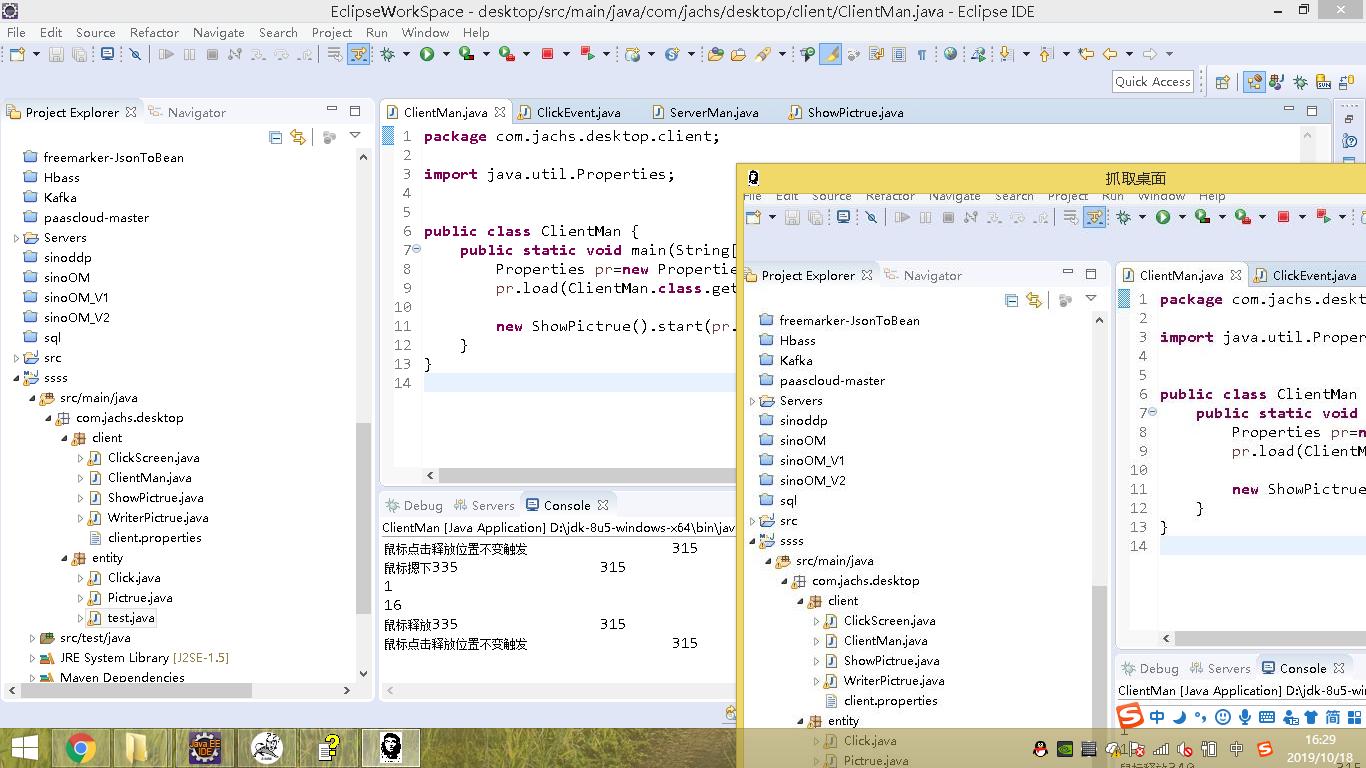 EclipseWorkSpace - desktop/src/main/java/com/jachs/desktop/client/ClientMan.java - Eclipse IDE
File Edit Source Refactor Navigate Search Project Run Window Help
Quick Access
Project Explorer Navigator
ClientMan.java ClickEvent.java ServerMan.java ShowPictrue.java
freemarker-JsonToBean
Hbass
Kafka
paascloud-master
Servers
sinoddp
sinoOM
sinoOM_V1
sinoOM_V2
sql
src
ssss
src/main/java
com.jachs.desktop
client
ClickScreen.java
ClientMan.java
ShowPictrue.java
WriterPictrue.java
client.properties
entity
Click.java
Pictrue.java
test.java
src/test/java
JRE System Library [J2SE-1.5]
Maven Dependencies
1 package com.jachs.desktop.client;
2
3 import java.util.Properties;
4
5
6 public class ClientMan {
7 public static void main(String[
8 Properties pr=new Propertie
9 pr.load(ClientMan.class.get
10
11 new ShowPictrue().start(pr.
12 }
13 }
14
Debug Servers Console
ClientMan [Java Application] D:\jdk-8u5-windows-x64\bin\jav
鼠标点击释放位置不变触发 315
鼠标摁下335 315
1
16
鼠标释放335 315
鼠标点击释放位置不变触发 315
抓取桌面
File Edit Source Refactor Navigate Search Project Run Window Help
Project Explorer Navigator
ClientMan.java ClickEvent.java
freemarker-JsonToBean
Hbass
Kafka
paascloud-master
Servers
sinoddp
sinoOM
sinoOM_V1
sinoOM_V2
sql
src
ssss
src/main/java
com.jachs.desktop
client
ClickScreen.java
ClientMan.java
ShowPictrue.java
WriterPictrue.java
client.properties
entity
Click.java
Pictrue.java
1 package com.jachs.deskt
2
3 import java.util.Proper
4
5
6 public class ClientMan
7 public static void
8 Properties pr=n
9 pr.load(ClientM
10
11 new ShowPictrue
12 }
13 }
14
Debug Servers Console
ClientMan [Java Application] D:\jdk-8u5
中 简
Java EE
IDE
中
16:29
2019/10/18